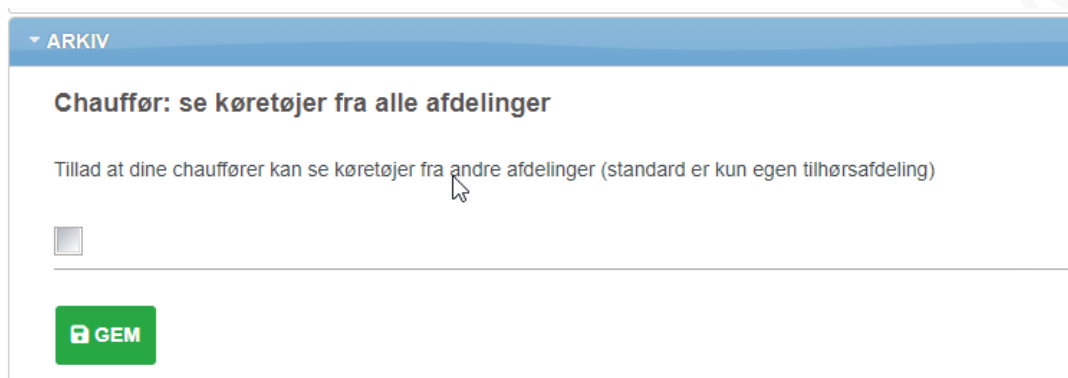 ARKIV
Chauffør: se køretøjer fra alle afdelinger
Tillad at dine chauffører kan se køretøjer fra andre afdelinger (standard er kun egen tilhørsafdeling)
GEM